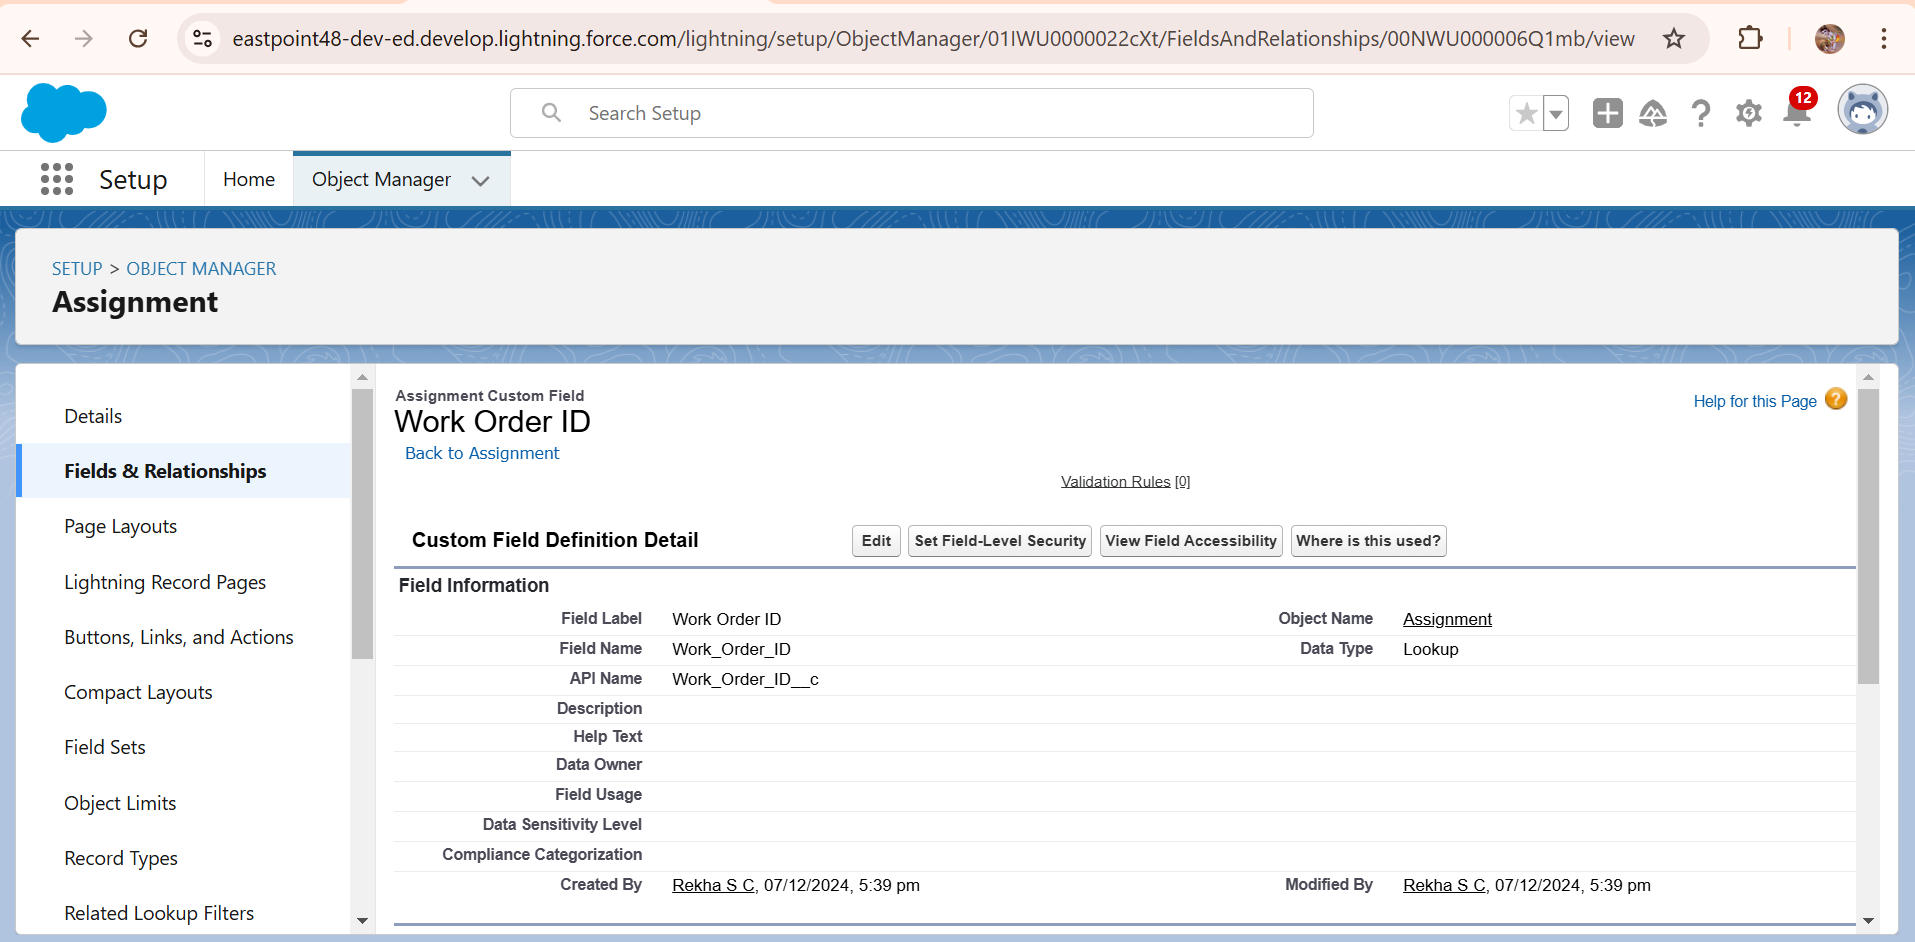 eastpoint48-dev-ed.develop.lightning.force.com/lightning/setup/ObjectManager/01IWU0000022cXt/FieldsAndRelationships/00NWU000006Q1mb/view
Search Setup
12
Setup
Home
Object Manager
SETUP > OBJECT MANAGER
Assignment
Details
Fields & Relationships
Page Layouts
Lightning Record Pages
Buttons, Links, and Actions
Compact Layouts
Field Sets
Object Limits
Record Types
Related Lookup Filters
Assignment Custom Field
Work Order ID
Back to Assignment
Help for this Page ?
Validation Rules [0]
Custom Field Definition Detail
Edit
Set Field-Level Security
View Field Accessibility
Where is this used?
Field Information
Field Label Work Order ID Object Name Assignment
Field Name Work_Order_ID Data Type Lookup
API Name Work_Order_ID__c
Description
Help Text
Data Owner
Field Usage
Data Sensitivity Level
Compliance Categorization
Created By Rekha S C, 07/12/2024, 5:39 pm Modified By Rekha S C, 07/12/2024, 5:39 pm